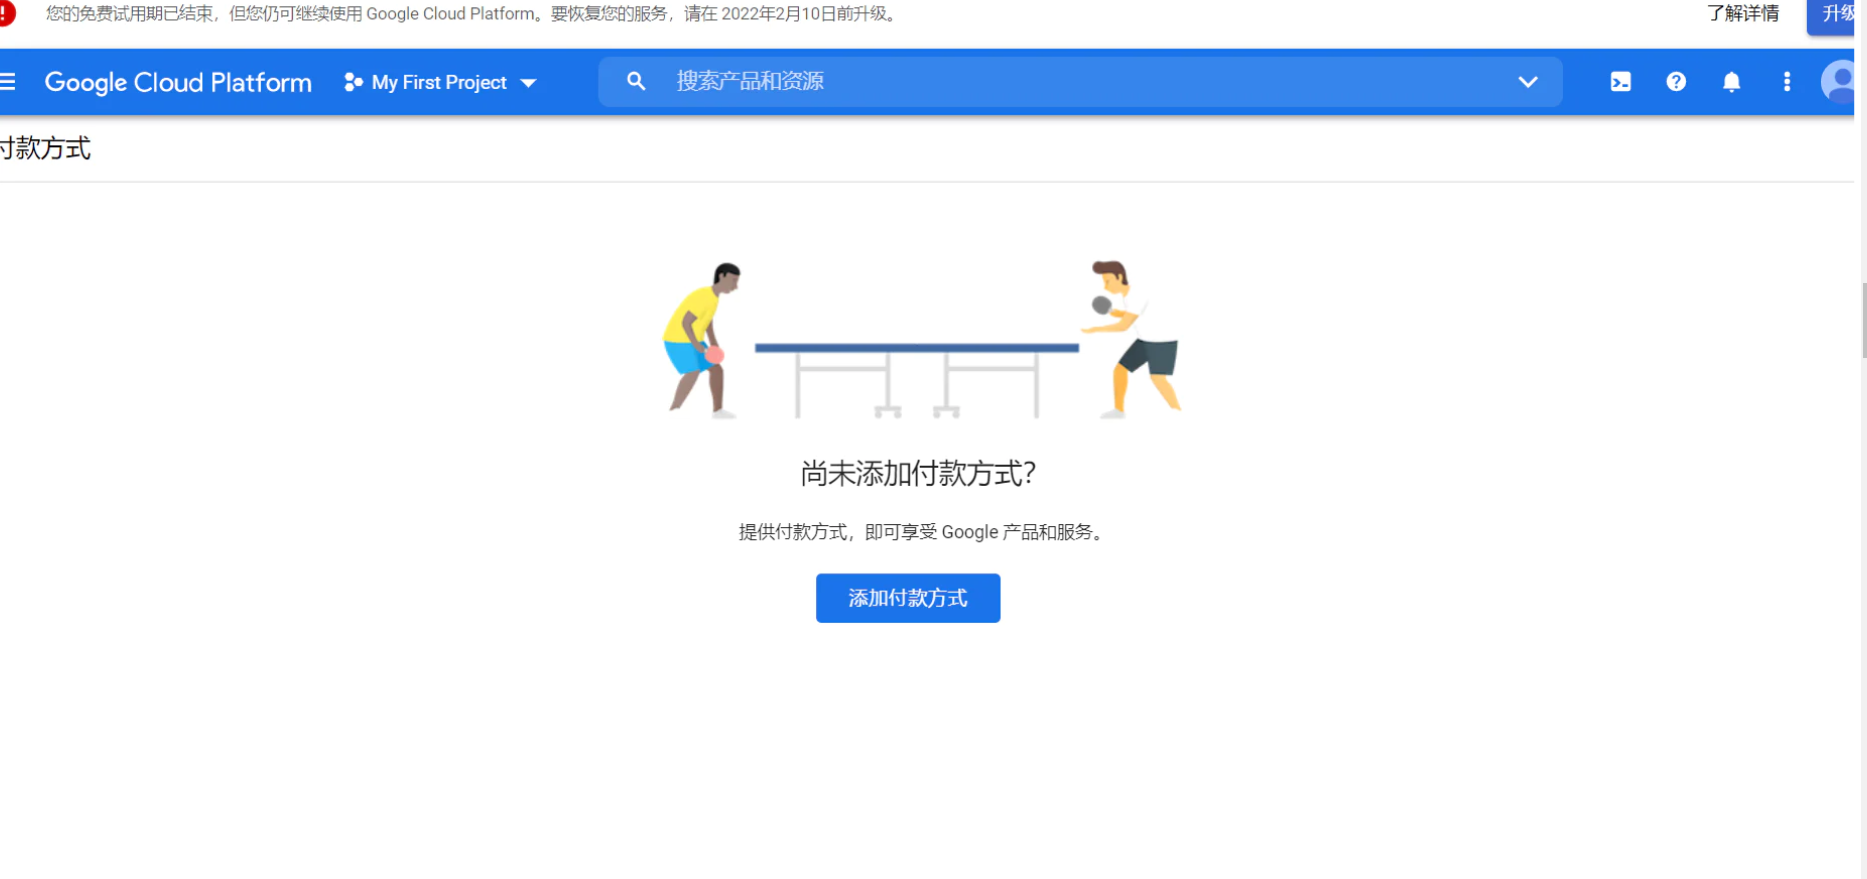 您的免费试用期已结束，但您仍可继续使用 Google Cloud Platform。要恢复您的服务，请在 2022年2月10日前升级。
了解详情
升级
Google Cloud Platform
My First Project
搜索产品和资源
付款方式
尚未添加付款方式？
提供付款方式，即可享受 Google 产品和服务。
添加付款方式